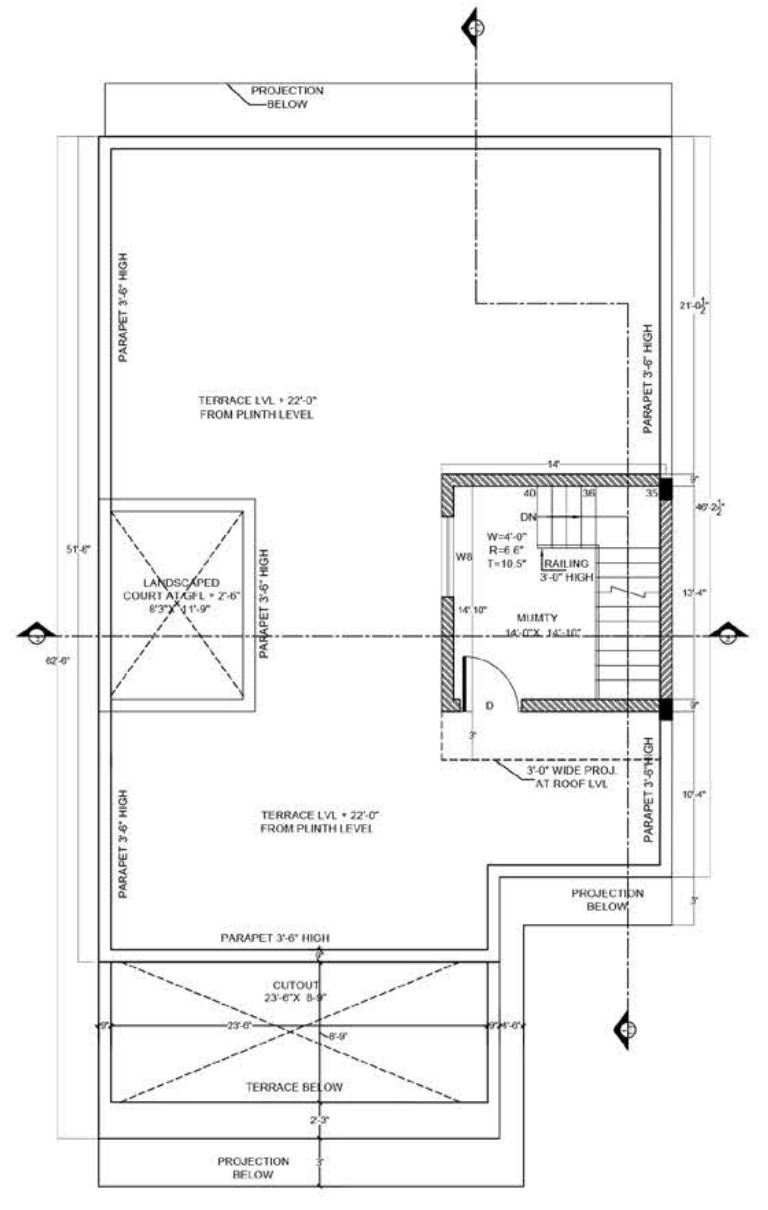 PROJECTION
BELOW
PARAPET 3'-6" HIGH
21'-0½"
PARAPET 3'-6" HIGH
TERRACE LVL + 22'-0"
FROM PLINTH LEVEL
14'
9"
40
36
35
46'-2½"
DN
W=4'-0"
R=6.6"
T=10.5"
RAILING
3'-0" HIGH
W6
51'-6"
PARAPET 3'-6" HIGH
LANDSCAPED
COURT AT GFL + 2'-6"
8'3"X 11'-9"
13'-4"
14'-10"
MUMTY
14'-0"X 14'-10"
62'-6"
D
9"
3'
3'-0" WIDE PROJ.
AT ROOF LVL
PARAPET 3'-6" HIGH
10'-4"
PARAPET 3'-6" HIGH
TERRACE LVL + 22'-0"
FROM PLINTH LEVEL
PROJECTION
BELOW
3'
PARAPET 3'-6" HIGH
CUTOUT
23'-6"X 8'-9"
9"
23'-6"
9"
4'-6"
8'-9"
TERRACE BELOW
2'-3"
PROJECTION
BELOW
3'